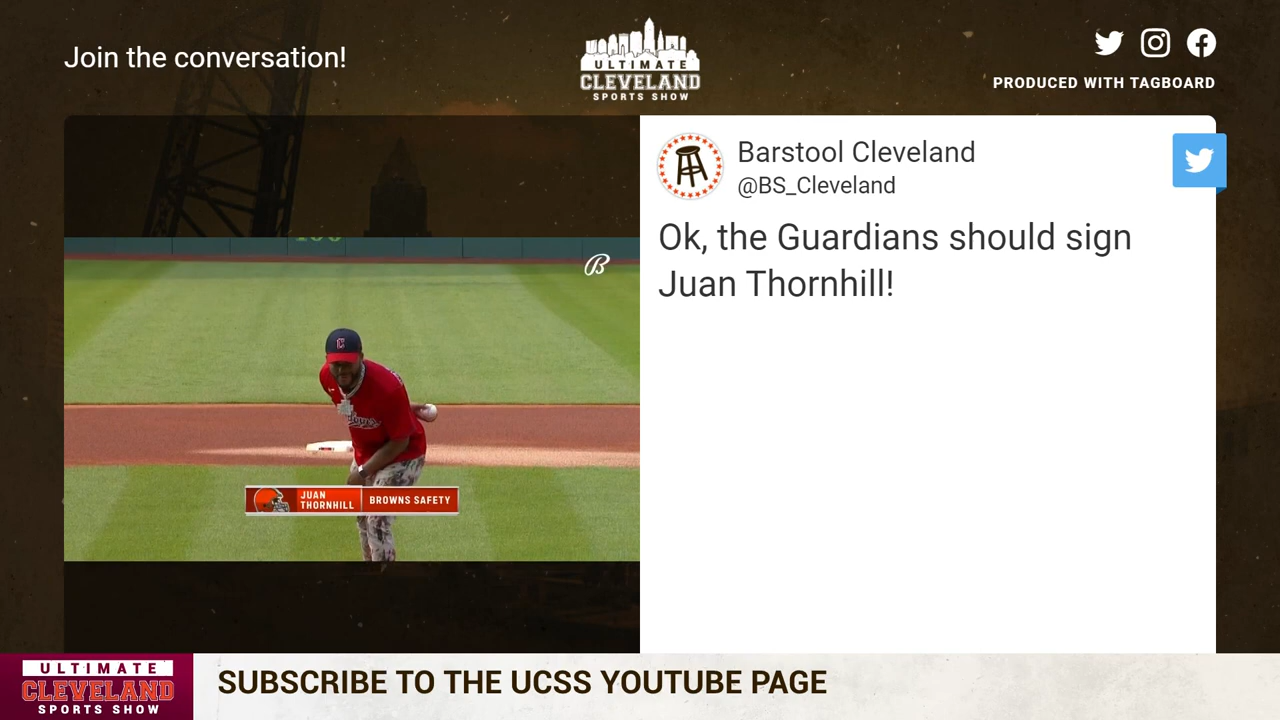 Join the conversation!
ULTIMATE
CLEVELAND
SPORTS SHOW
PRODUCED WITH TAGBOARD
Barstool Cleveland
@BS_Cleveland
Ok, the Guardians should sign
Juan Thornhill!
B
C
JUAN
THORNHILL
BROWNS SAFETY
ULTIMATE
CLEVELAND
SPORTS SHOW
SUBSCRIBE TO THE UCSS YOUTUBE PAGE